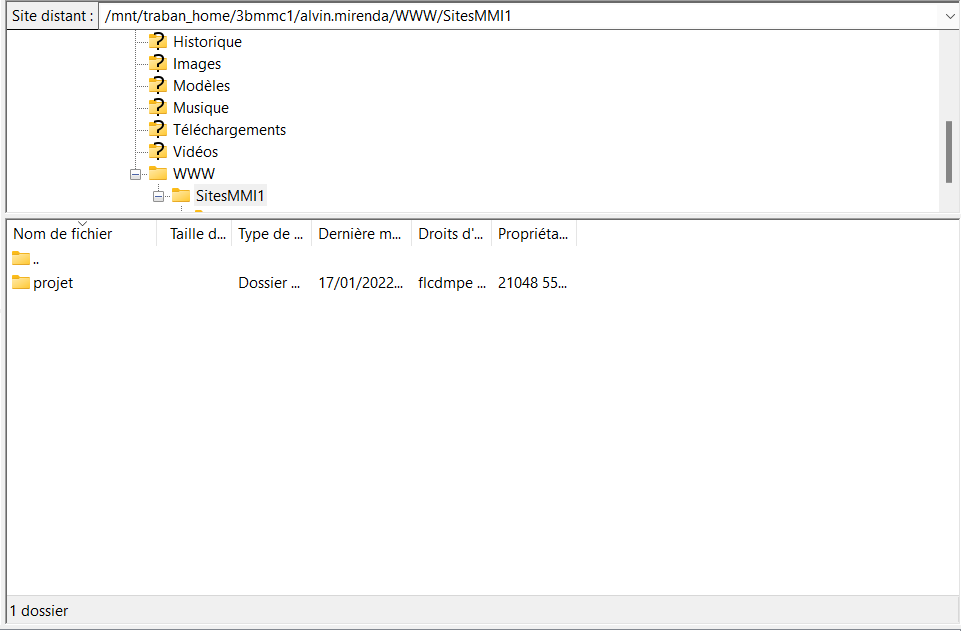 Site distant : /mnt/traban_home/3bmmc1/alvin.mirenda/WWW/SitesMMI1
Historique
Images
Modèles
Musique
Téléchargements
Vidéos
WWW
SitesMMI1
Nom de fichier Taille d... Type de ... Dernière m... Droits d'... Propriéta...
..
projet Dossier ... 17/01/2022... flcdmpe ... 21048 55...
1 dossier